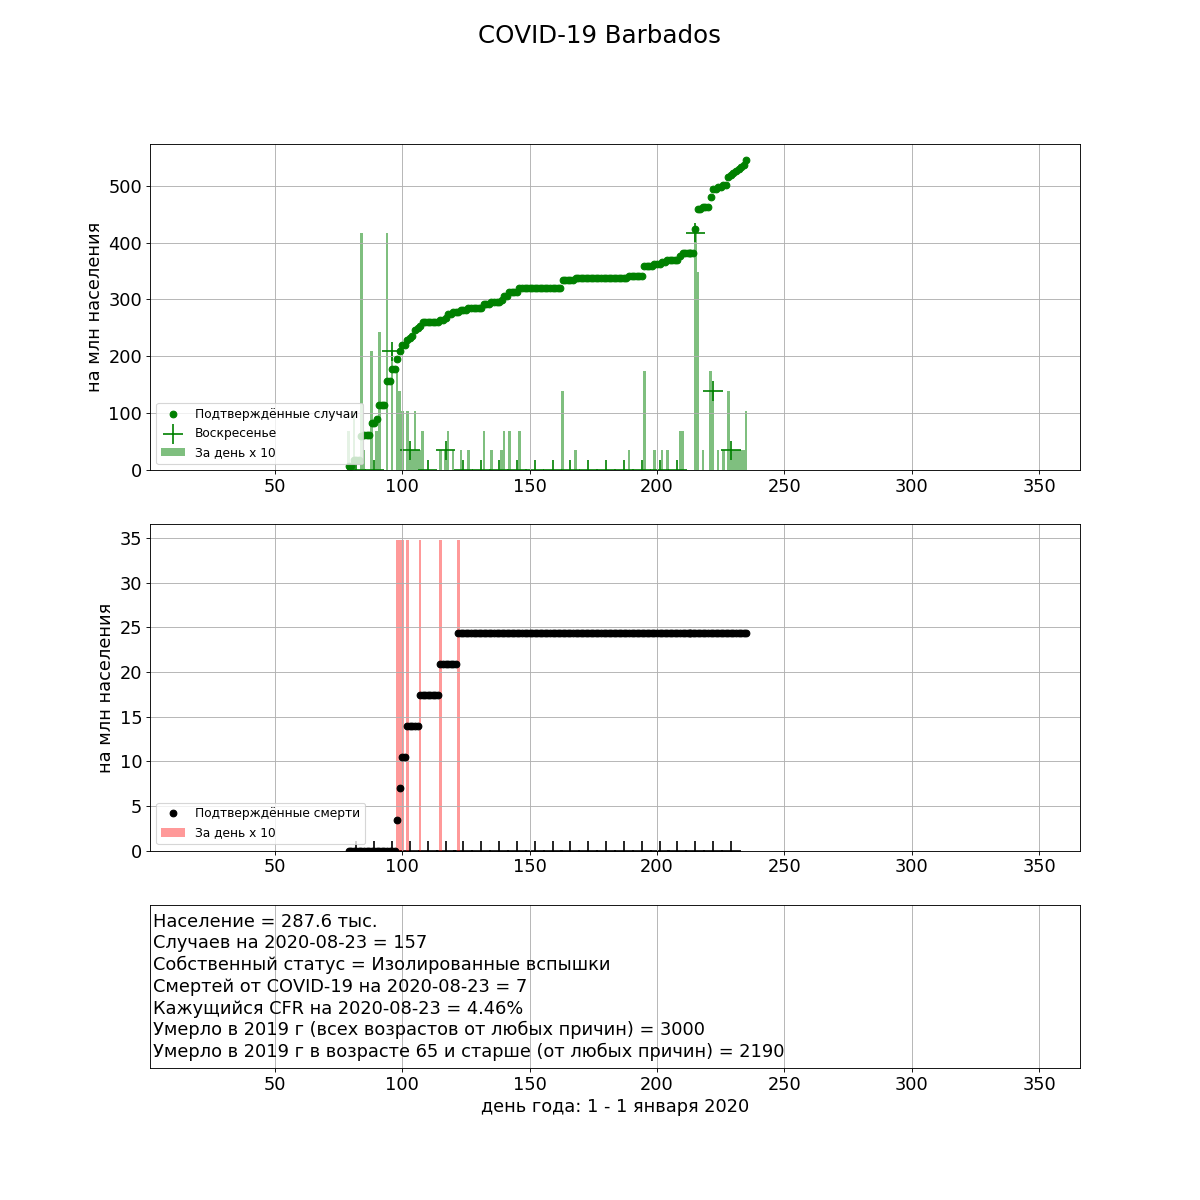 COVID-19 Barbados
на млн населения
500
400
300
200
100
0
Подтверждённые случаи
Воскресенье
За день x 10
50 100 150 200 250 300 350
на млн населения
35
30
25
20
15
10
5
0
Подтверждённые смерти
За день x 10
50 100 150 200 250 300 350
Население = 287.6 тыс.
Случаев на 2020-08-23 = 157
Собственный статус = Изолированные вспышки
Смертей от COVID-19 на 2020-08-23 = 7
Кажущийся CFR на 2020-08-23 = 4.46%
Умерло в 2019 г (всех возрастов от любых причин) = 3000
Умерло в 2019 г в возрасте 65 и старше (от любых причин) = 2190
50 100 150 200 250 300 350
день года: 1 - 1 января 2020